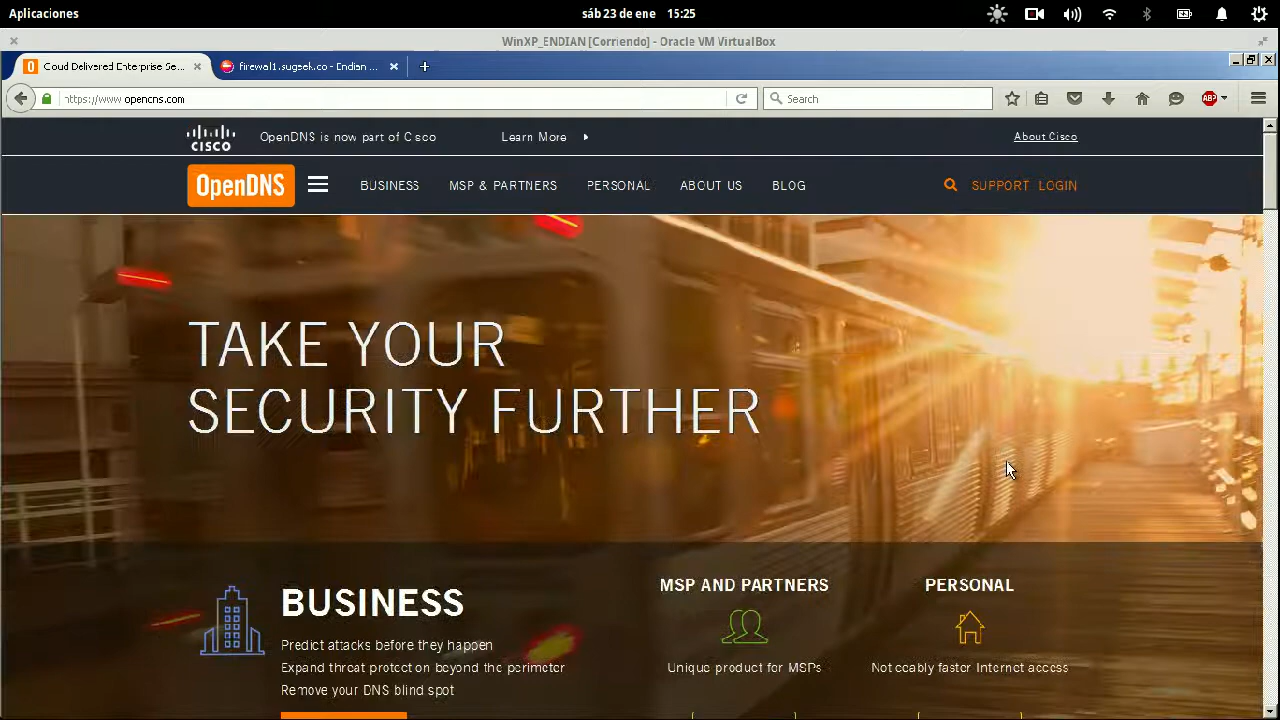 Aplicaciones
sáb 23 de ene 15:25
WinXP_ENDIAN [Corriendo] - Oracle VM VirtualBox
Cloud Delivered Enterprise Se...
firewal1.sugeek.co - Endian ...
https://www.opencns.com
Search
ABP
CISCO
OpenDNS is now part of Cisco
Learn More
About Cisco
OpenDNS
BUSINESS
MSP & PARTNERS
PERSONAL
ABOUT US
BLOG
SUPPORT
LOGIN
TAKE YOUR
SECURITY FURTHER
BUSINESS
Predict attacks before they happen
Expand threat protection beyond the perimeter
Remove your DNS blind spot
MSP AND PARTNERS
Unique product for MSPs
PERSONAL
Noticeably faster Internet access